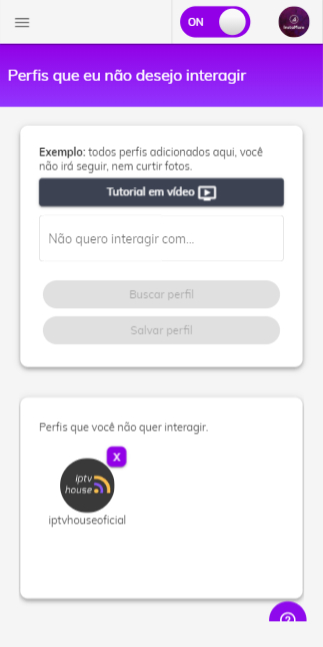 ON
Perfis que eu não desejo interagir
Exemplo: todos perfis adicionados aqui, você
não irá seguir, nem curtir fotos.
Tutorial em vídeo
Não quero interagir com...
Buscar perfil
Salvar perfil
Perfis que você não quer interagir.
X
iptv
house
iptvhouseoficial
?